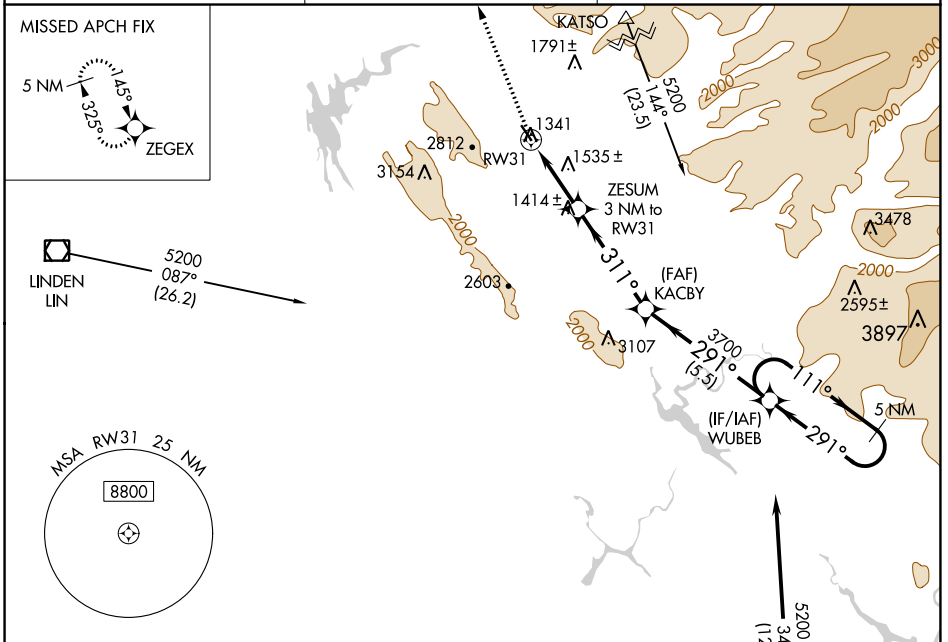 MISSED APCH FIX
5 NM
145°
325°
ZEGEX
KATSO
1791±
5200
144°
(23.5)
2000
3000
2000
2812
1341
RW31
1535±
3154
1414±
ZESUM
3 NM to
RW31
3478
2000
LINDEN
LIN
5200
087°
(26.2)
2000
2603
311°
(FAF)
KACBY
2595±
3897
2000
3107
3700
291°
(5.5)
111°
5 NM
(IF/IAF)
WUBEB
291°
MSA RW31 25 NM
8800
5200